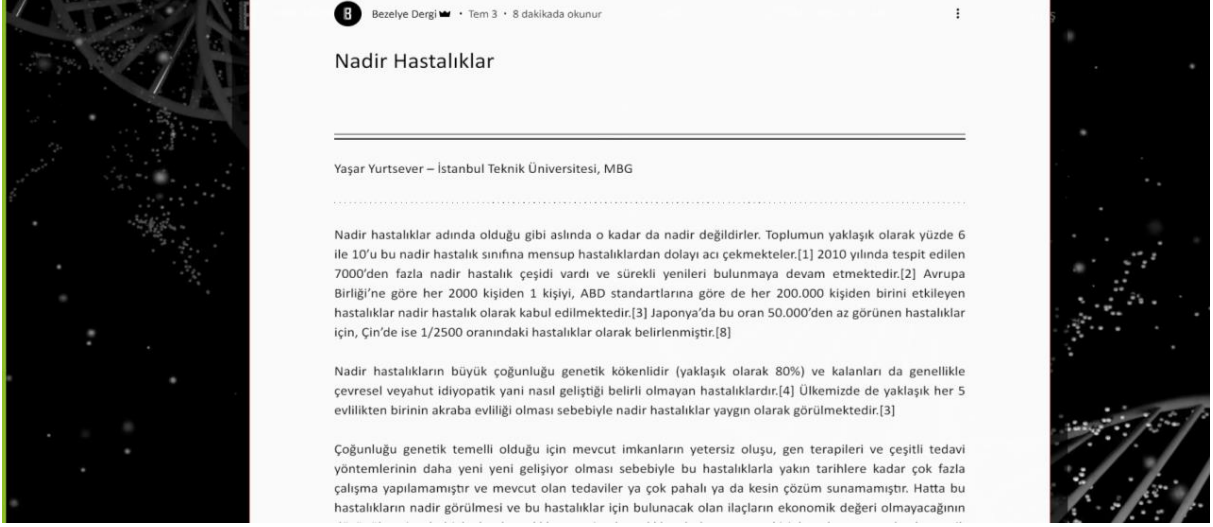 B Bezelye Dergi • Tem 3 • 8 dakikada okunur
Nadir Hastalıklar
Yaşar Yurtsever – İstanbul Teknik Üniversitesi, MBG
Nadir hastalıklar adında olduğu gibi aslında o kadar da nadir değildirler. Toplumun yaklaşık olarak yüzde 6
ile 10'u bu nadir hastalık sınıfına mensup hastalıklardan dolayı acı çekmekteler.[1] 2010 yılında tespit edilen
7000'den fazla nadir hastalık çeşidi vardı ve sürekli yenileri bulunmaya devam etmektedir.[2] Avrupa
Birliği'ne göre her 2000 kişiden 1 kişiyi, ABD standartlarına göre de her 200.000 kişiden birini etkileyen
hastalıklar nadir hastalık olarak kabul edilmektedir.[3] Japonya'da bu oran 50.000'den az görünen hastalıklar
için, Çin'de ise 1/2500 oranındaki hastalıklar olarak belirlenmiştir.[8]
Nadir hastalıkların büyük çoğunluğu genetik kökenlidir (yaklaşık olarak 80%) ve kalanları da genellikle
çevresel veyahut idiyopatik yani nasıl geliştiği belirli olmayan hastalıklardır.[4] Ülkemizde de yaklaşık her 5
evlilikten birinin akraba evliliği olması sebebiyle nadir hastalıklar yaygın olarak görülmektedir.[3]
Çoğunluğu genetik temelli olduğu için mevcut imkanların yetersiz oluşu, gen terapileri ve çeşitli tedavi
yöntemlerinin daha yeni yeni gelişiyor olması sebebiyle bu hastalıklarla yakın tarihlere kadar çok fazla
çalışma yapılamamıştır ve mevcut olan tedaviler ya çok pahalı ya da kesin çözüm sunamamıştır. Hatta bu
hastalıkların nadir görülmesi ve bu hastalıklar için bulunacak olan ilaçların ekonomik değeri olmayacağının